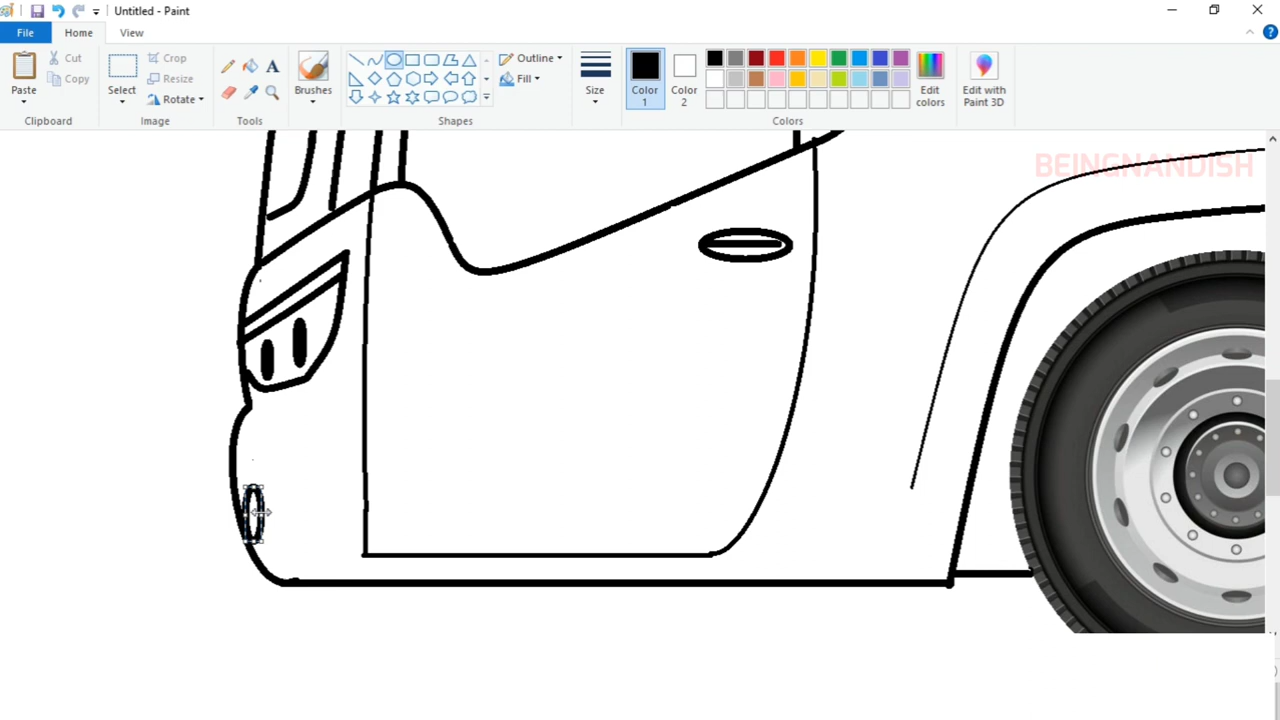 Untitled - Paint
File Home View
Paste
Cut
Copy
Clipboard
Select
Crop
Resize
Rotate
Image
A
Tools
Brushes
Outline
Fill
Shapes
Size
Color 1
Color 2
Edit colors
Colors
Edit with Paint 3D
BEINGNANDISH